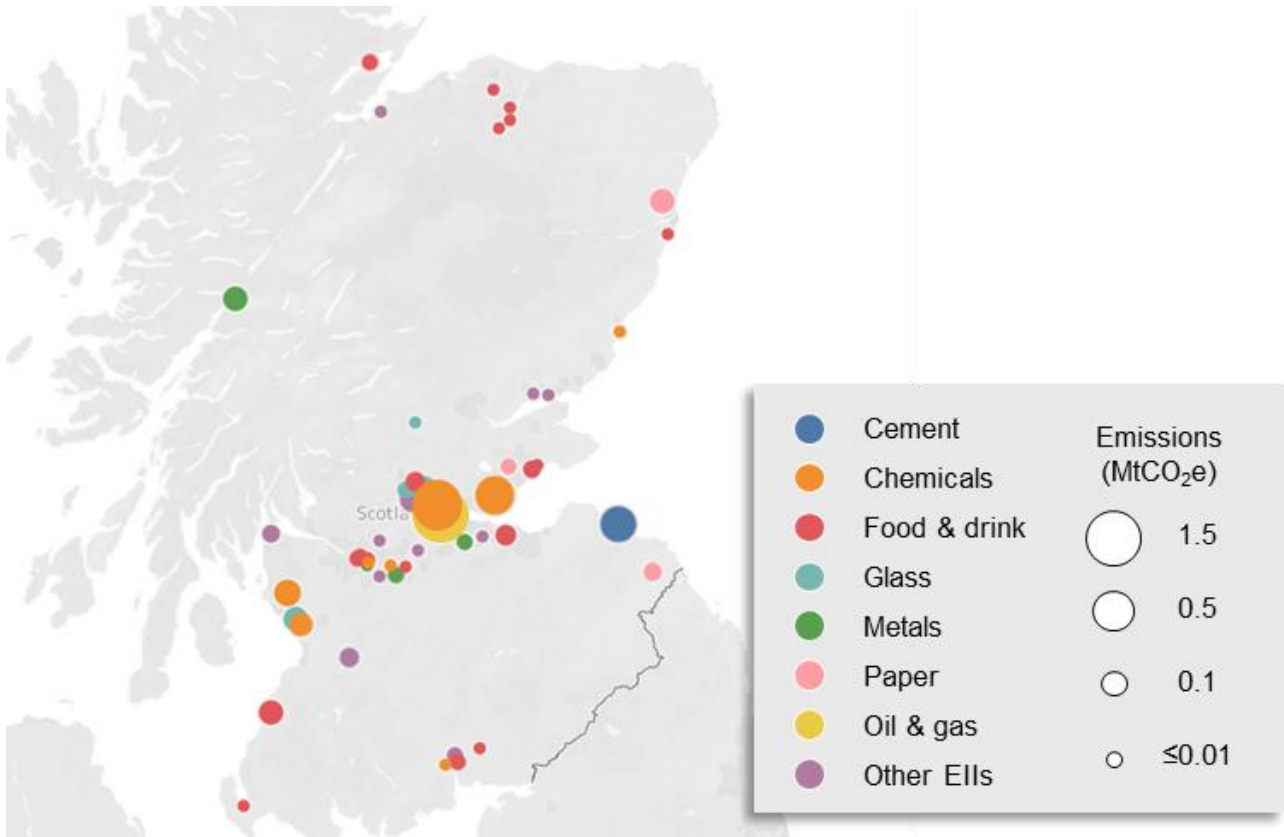 Scotla
Cement
Chemicals
Food & drink
Glass
Metals
Paper
Oil & gas
Other EIIs
Emissions
(MtCO₂e)
1.5
0.5
0.1
≤0.01